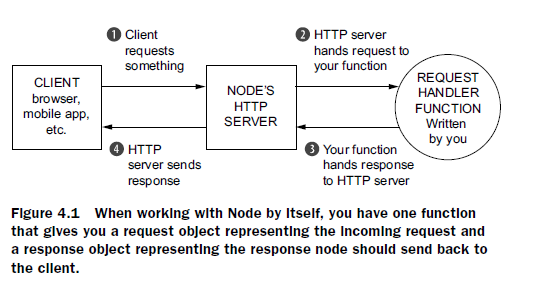 1 Client
requests
something
2 HTTP server
hands request to
your function
CLIENT
browser,
mobile app,
etc.
NODE'S
HTTP
SERVER
REQUEST
HANDLER
FUNCTION
Written
by you
4 HTTP
server sends
response
3 Your function
hands response
to HTTP server
Figure 4.1 When working with Node by itself, you have one function
that gives you a request object representing the incoming request and
a response object representing the response node should send back to
the client.